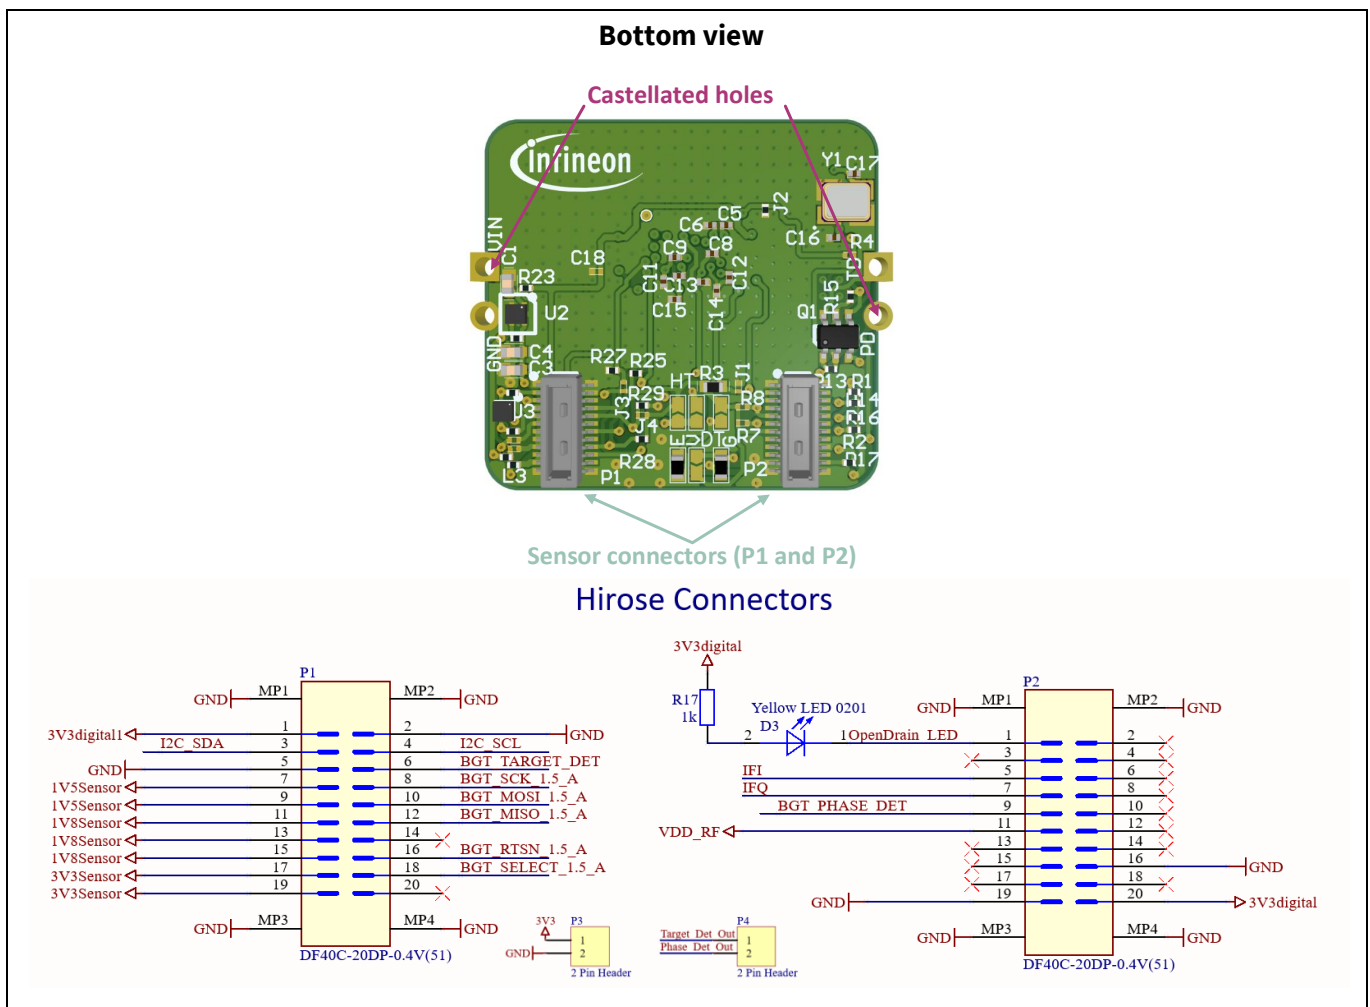 Bottom view
Castellated holes
infineon
Y1
C17
J2
C5
C6
VIN
C1
C16
R4
C9
C8
C18
TD
R23
C11
C13
C12
C15
C14
R15
U2
Q1
GND
C4
C3
PD
R27
R25
HT
R3
J1
P13
R1
R29
J3
R8
R14
U3
J4
R16
E
U
DT
G
R7
R2
R28
P2
R17
L3
P1
Sensor connectors (P1 and P2)
Hirose Connectors
P1
GND MP1 MP2 GND
3V3digital1 1 2 GND
I2C_SDA 3 4 I2C_SCL
GND 5 6 BGT_TARGET_DET
1V5Sensor 7 8 BGT_SCK_1.5_A
1V5Sensor 9 10 BGT_MOSI_1.5_A
1V8Sensor 11 12 BGT_MISO_1.5_A
1V8Sensor 13 14
1V8Sensor 15 16 BGT_RTSN_1.5_A
3V3Sensor 17 18 BGT_SELECT_1.5_A
3V3Sensor 19 20
GND MP3 MP4 GND
DF40C-20DP-0.4V(51)
3V3
P3
GND
1
2
2 Pin Header
P4
Target_Det_Out 1
Phase_Det_Out 2
2 Pin Header
3V3digital
R17
1k
Yellow LED 0201
D3
P2
GND MP1 MP2 GND
2 1 OpenDrain_LED 1 2
3 4
IFI 5 6
IFQ 7 8
BGT_PHASE_DET 9 10
VDD_RF 11 12
13 14
15 16 GND
17 18
GND 19 20 3V3digital
GND MP3 MP4 GND
DF40C-20DP-0.4V(51)